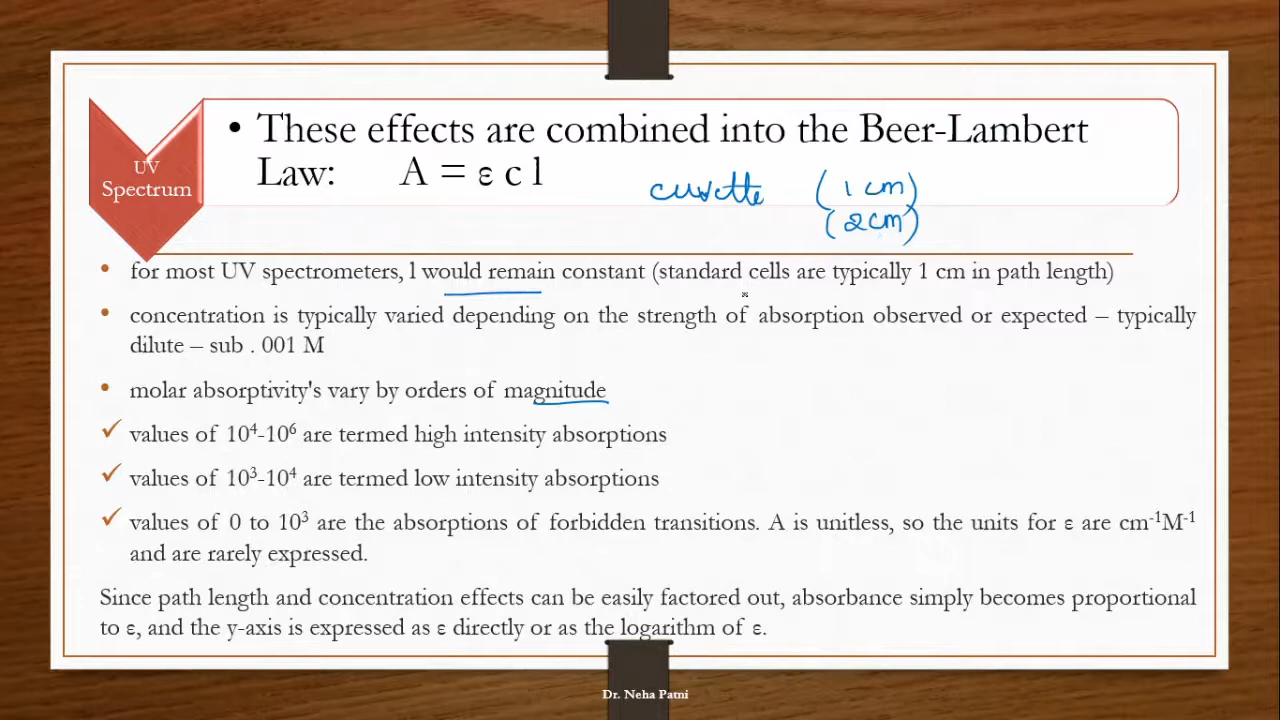 • These effects are combined into the Beer-Lambert
Law: A = ε c l
UV
Spectrum
cuvette (1 cm)
(2cm)
• for most UV spectrometers, l would remain constant (standard cells are typically 1 cm in path length)
• concentration is typically varied depending on the strength of absorption observed or expected – typically
dilute – sub . 001 M
• molar absorptivity's vary by orders of magnitude
✓ values of 10⁴-10⁶ are termed high intensity absorptions
✓ values of 10³-10⁴ are termed low intensity absorptions
✓ values of 0 to 10³ are the absorptions of forbidden transitions. A is unitless, so the units for ε are cm⁻¹M⁻¹
and are rarely expressed.
Since path length and concentration effects can be easily factored out, absorbance simply becomes proportional
to ε, and the y-axis is expressed as ε directly or as the logarithm of ε.
Dr. Neha Patni